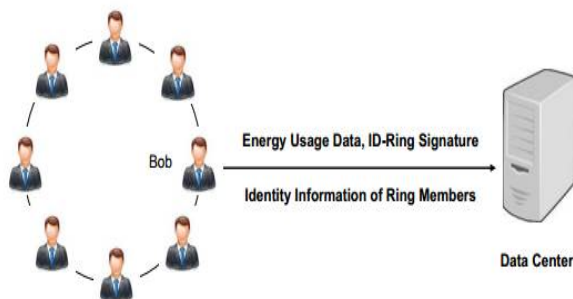 Bob
Energy Usage Data, ID-Ring Signature
Identity Information of Ring Members
Data Center